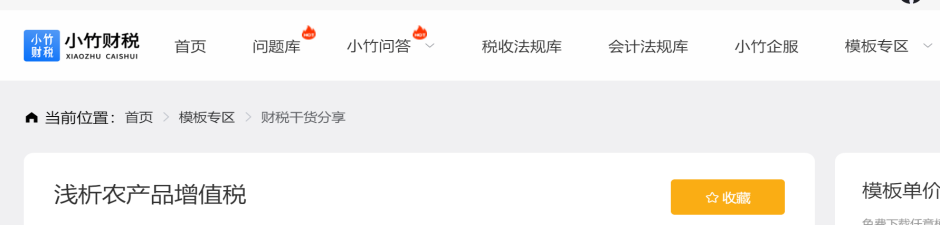 小竹财税 小竹财税 XIAOZHU CAISHUI
首页 问题库 HOT 小竹问答 HOT 税收法规库 会计法规库 小竹企服 模板专区
当前位置: 首页 > 模板专区 > 财税干货分享
浅析农产品增值税
收藏
模板单价